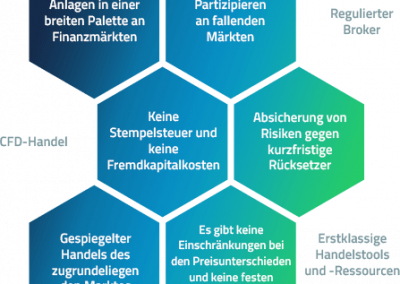 Anlagen in einer
breiten Palette an
Finanzmärkten
Partizipieren
an fallenden
Märkten
Regulierter
Broker
CFD-Handel
Keine
Stempelsteuer und
keine
Fremdkapitalkosten
Absicherung von
Risiken gegen
kurzfristige
Rücksetzer
Gespiegelter
Handels des
zugrundeliegen
den Marktes
Es gibt keine
Einschränkungen bei
den Preisunterschieden
und keine festen
Erstklassige
Handelstools
und -Ressourcen